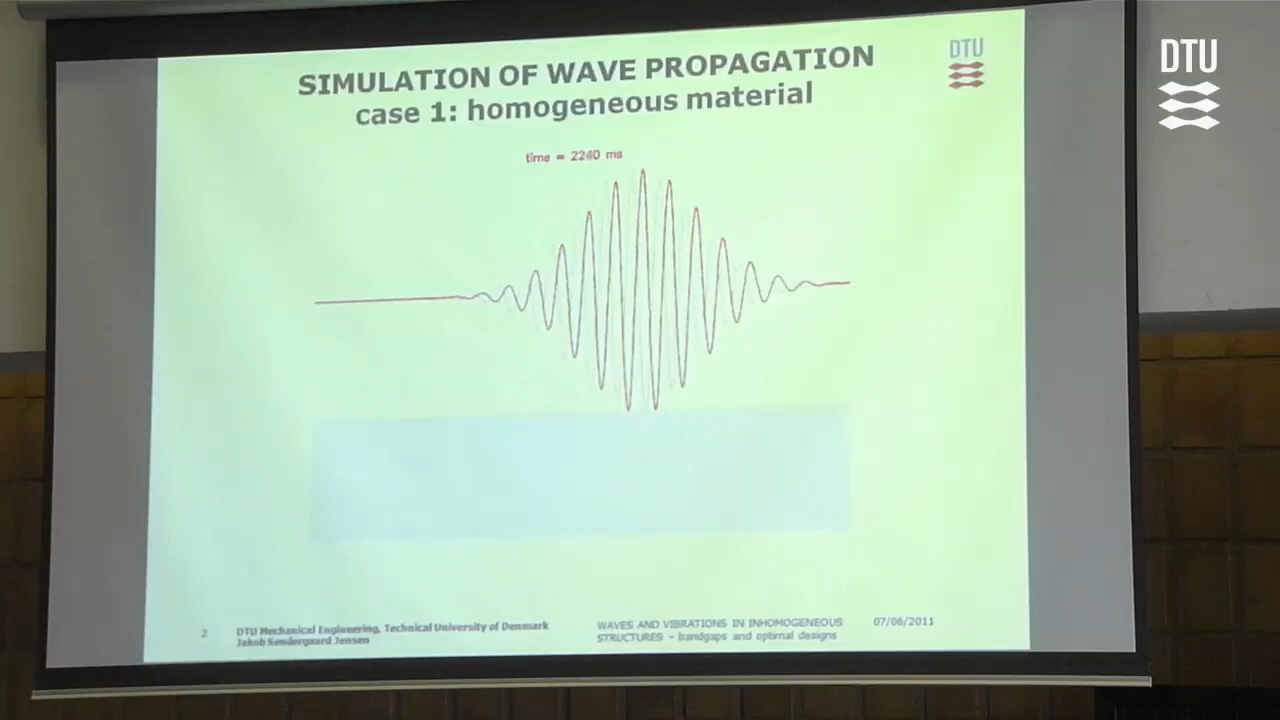 SIMULATION OF WAVE PROPAGATION
case 1: homogeneous material
DTU
DTU
time = 2240 ms
2
DTU Mechanical Engineering, Technical University of Denmark
Jakob Søndergaard Jensen
WAVES AND VIBRATIONS IN INHOMOGENEOUS
STRUCTURES – bandgaps and optimal designs
07/06/2011